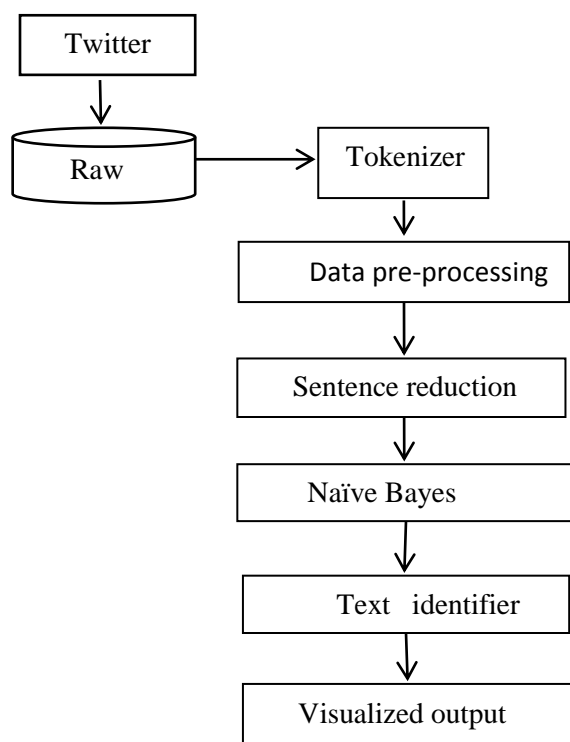 Twitter
Raw
Tokenizer
Data pre-processing
Sentence reduction
Naïve Bayes
Text identifier
Visualized output